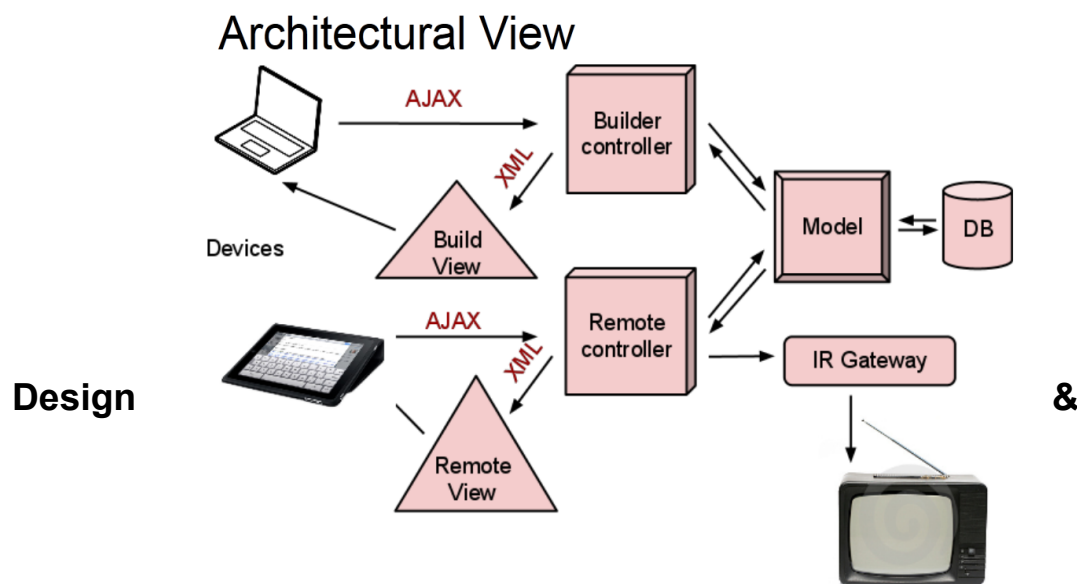 Architectural View
AJAX
Builder
controller
XML
Build
View
Model
DB
Devices
AJAX
Remote
controller
XML
IR Gateway
Design
&
Remote
View